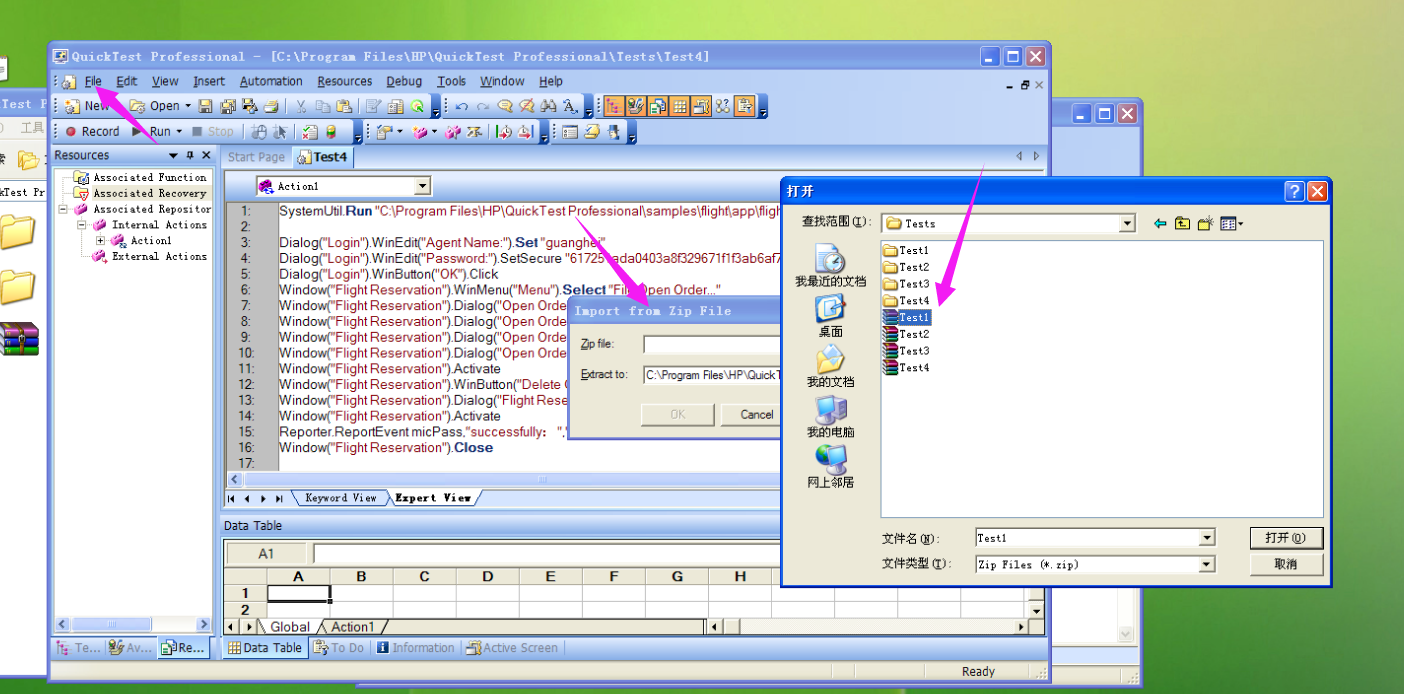 QuickTest Professional - [C:\Program Files\HP\QuickTest Professional\Tests\Test4]
File Edit View Insert Automation Resources Debug Tools Window Help
New Open
Record Run Stop
Test P
工具
Resources
Associated Function
Associated Recovery
Associated Repositor
Internal Actions
Action1
External Actions
Start Page Test4
Action1
1: SystemUtil.Run "C:\Program Files\HP\QuickTest Professional\samples\flight\app\flig
2:
3: Dialog("Login").WinEdit("Agent Name:").Set "guanghei"
4: Dialog("Login").WinEdit("Password:").SetSecure "61725 ada0403a8f329671f1f3ab6af7
5: Dialog("Login").WinButton("OK").Click
6: Window("Flight Reservation").WinMenu("Menu").Select "File Open Order..."
7: Window("Flight Reservation").Dialog("Open Orde
8: Window("Flight Reservation").Dialog("Open Orde
9: Window("Flight Reservation").Dialog("Open Orde
10: Window("Flight Reservation").Dialog("Open Orde
11: Window("Flight Reservation").Activate
12: Window("Flight Reservation").WinButton("Delete
13: Window("Flight Reservation").Dialog("Flight Rese
14: Window("Flight Reservation").Activate
15: Reporter.ReportEvent micPass,"successfully： ","
16: Window("Flight Reservation").Close
17:
Keyword View Expert View
Import from Zip File
Zip file:
Extract to: C:\Program Files\HP\QuickT
OK Cancel
Data Table
A1
A B C D E F G H
1
2
Global Action1
Te... Av... Re...
Data Table To Do Information Active Screen
Ready
打开
查找范围(I): Tests
我最近的文档
桌面
我的文档
我的电脑
网上邻居
Test1
Test2
Test3
Test4
Test1
Test2
Test3
Test4
文件名(N): Test1 打开(O)
文件类型(T): Zip Files (*.zip) 取消